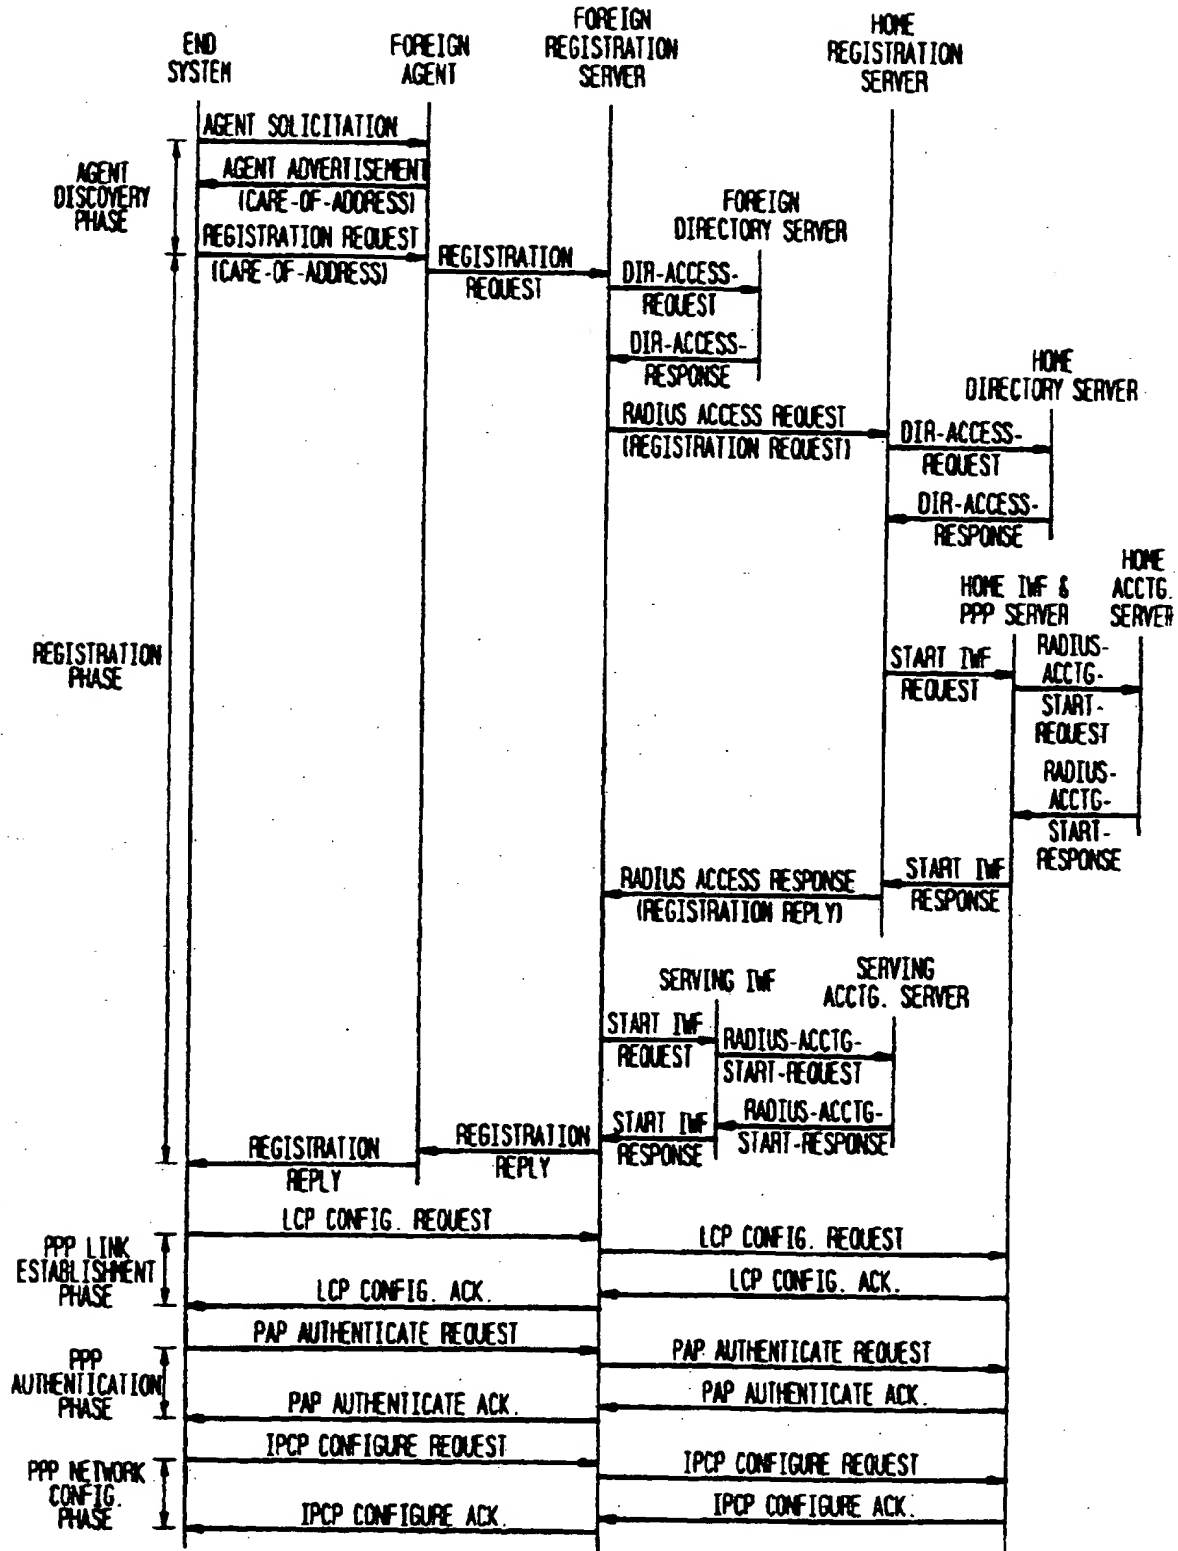 END
SYSTEM
FOREIGN
AGENT
FOREIGN
REGISTRATION
SERVER
HOME
REGISTRATION
SERVER
AGENT SOLICITATION
AGENT
DISCOVERY
PHASE
AGENT ADVERTISEMENT
(CARE-OF-ADDRESS)
REGISTRATION REQUEST
(CARE-OF-ADDRESS)
REGISTRATION
REQUEST
FOREIGN
DIRECTORY SERVER
DIR-ACCESS-
REQUEST
DIR-ACCESS-
RESPONSE
HOME
DIRECTORY SERVER
RADIUS ACCESS REQUEST
(REGISTRATION REQUEST)
DIR-ACCESS-
REQUEST
DIR-ACCESS-
RESPONSE
HOME IWF &
PPP SERVER
HOME
ACCTG.
SERVER
REGISTRATION
PHASE
START IWF
REQUEST
RADIUS-
ACCTG-
START-
REQUEST
RADIUS-
ACCTG-
START-
RESPONSE
START IWF
RESPONSE
RADIUS ACCESS RESPONSE
(REGISTRATION REPLY)
SERVING IWF
SERVING
ACCTG. SERVER
START IWF
REQUEST
RADIUS-ACCTG-
START-REQUEST
RADIUS-ACCTG-
START-RESPONSE
START IWF
RESPONSE
REGISTRATION
REPLY
REGISTRATION
REPLY
PPP LINK
ESTABLISHMENT
PHASE
LCP CONFIG. REQUEST
LCP CONFIG. REQUEST
LCP CONFIG. ACK.
LCP CONFIG. ACK.
PPP
AUTHENTICATION
PHASE
PAP AUTHENTICATE REQUEST
PAP AUTHENTICATE REQUEST
PAP AUTHENTICATE ACK.
PAP AUTHENTICATE ACK.
PPP NETWORK
CONFIG.
PHASE
IPCP CONFIGURE REQUEST
IPCP CONFIGURE REQUEST
IPCP CONFIGURE ACK.
IPCP CONFIGURE ACK.